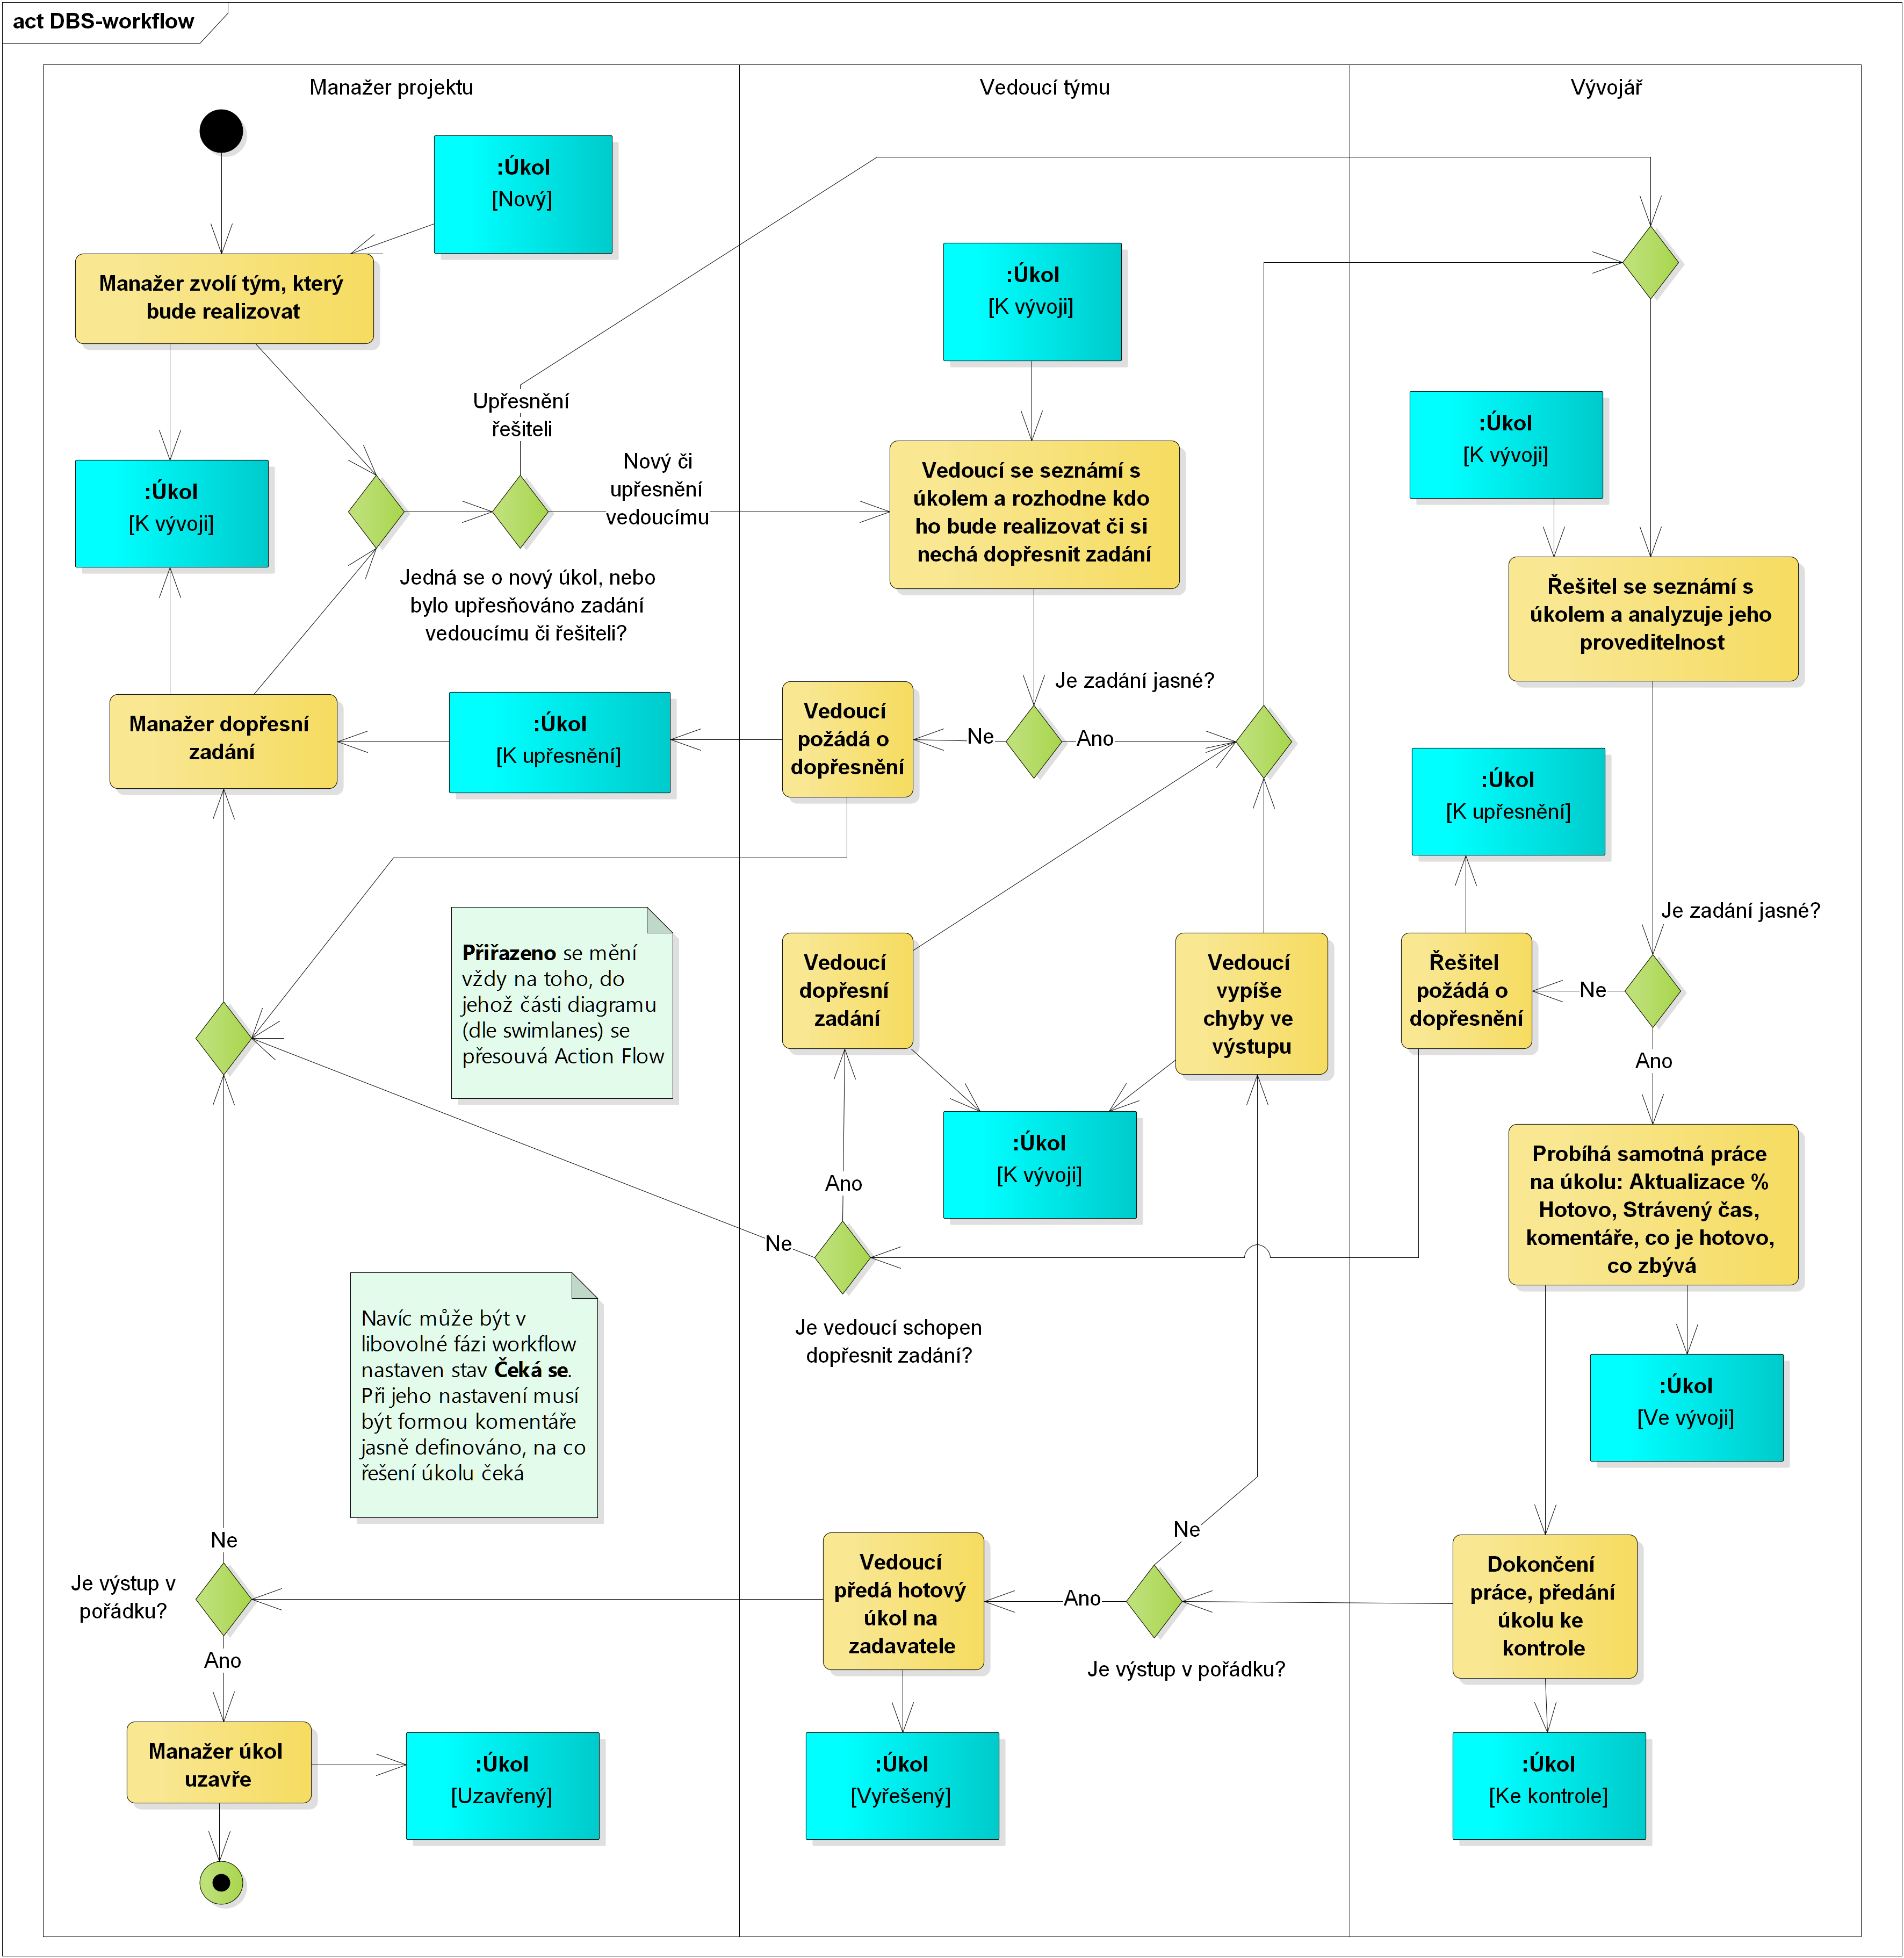 act DBS-workflow
Manažer projektu
Vedoucí týmu
Vývojář
:Úkol
[Nový]
Manažer zvolí tým, který
bude realizovat
:Úkol
[K vývoji]
Upřesnění
řešiteli
Nový či
upřesnění
vedoucímu
:Úkol
[K vývoji]
Jedná se o nový úkol, nebo
bylo upřesňováno zadání
vedoucímu či řešiteli?
:Úkol
[K vývoji]
Vedoucí se seznámí s
úkolem a rozhodne kdo
ho bude realizovat či si
nechá dopřesnit zadání
Řešitel se seznámí s
úkolem a analyzuje jeho
proveditelnost
Manažer dopřesní
zadání
:Úkol
[K upřesnění]
Vedoucí
požádá o
dopřesnění
Ne
Ano
Je zadání jasné?
:Úkol
[K upřesnění]
Je zadání jasné?
Přiřazeno se mění
vždy na toho, do
jehož části diagramu
(dle swimlanes) se
přesouvá Action Flow
Vedoucí
dopřesní
zadání
Vedoucí
vypíše
chyby ve
výstupu
Řešitel
požádá o
dopřesnění
Ne
Ano
:Úkol
[K vývoji]
Ano
Ne
Je vedoucí schopen
dopřesnit zadání?
Probíhá samotná práce
na úkolu: Aktualizace %
Hotovo, Strávený čas,
komentáře, co je hotovo,
co zbývá
Navíc může být v
libovolné fázi workflow
nastaven stav Čeká se.
Při jeho nastavení musí
být formou komentáře
jasně definováno, na co
řešení úkolu čeká
:Úkol
[Ve vývoji]
Ne
Je výstup v
pořádku?
Ano
Vedoucí
předá hotový
úkol na
zadavatele
Ano
Ne
Je výstup v pořádku?
Dokončení
práce, předání
úkolu ke
kontrole
Manažer úkol
uzavře
:Úkol
[Uzavřený]
:Úkol
[Vyřešený]
:Úkol
[Ke kontrole]